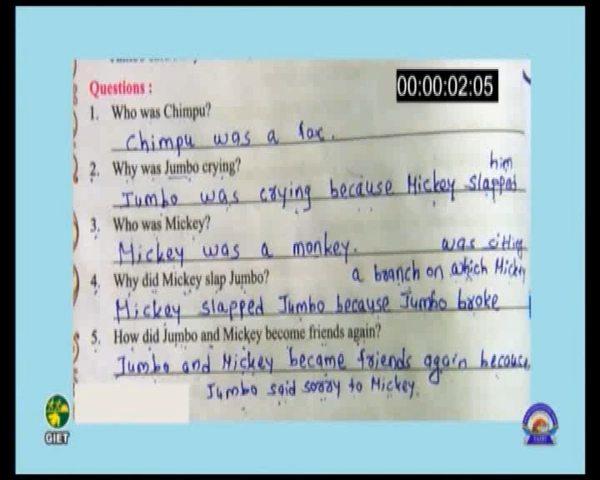 Questions :
00:00:02:05
1. Who was Chimpu?
Chimpu was a fox.
2. Why was Jumbo crying?
him
Jumbo was crying because Mickey slapped
3. Who was Mickey?
Mickey was a monkey.
was sitting
4. Why did Mickey slap Jumbo?
a branch on which Mickey
Mickey slapped Jumbo because Jumbo broke
5. How did Jumbo and Mickey become friends again?
Jumbo and Mickey became friends again because
Jumbo said sorry to Mickey.
GIET